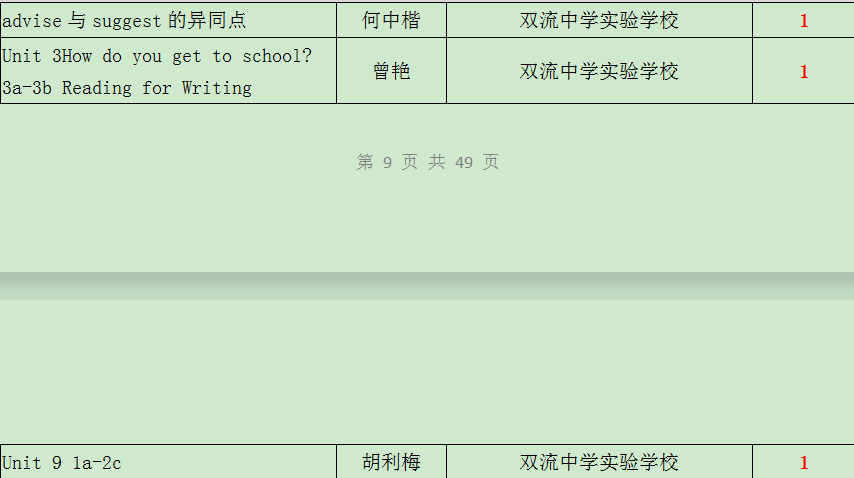 advise 与 suggest 的异同点 何中楷 双流中学实验学校 1
Unit 3How do you get to school?
3a-3b Reading for Writing 曾艳 双流中学实验学校 1
第 9 页 共 49 页
Unit 9 1a-2c 胡利梅 双流中学实验学校 1